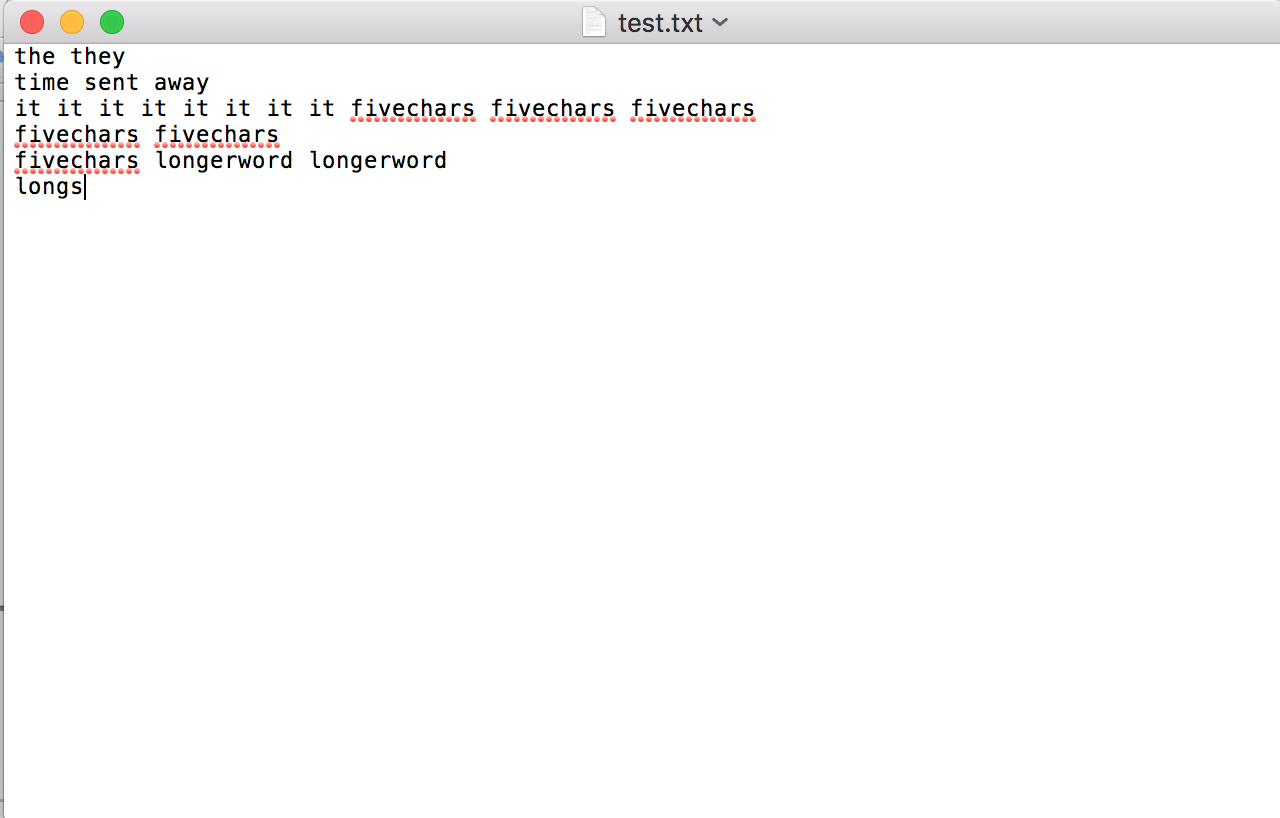 test.txt
the they
time sent away
it it it it it it it it fivechars fivechars fivechars
fivechars fivechars
fivechars longerword longerword
longs